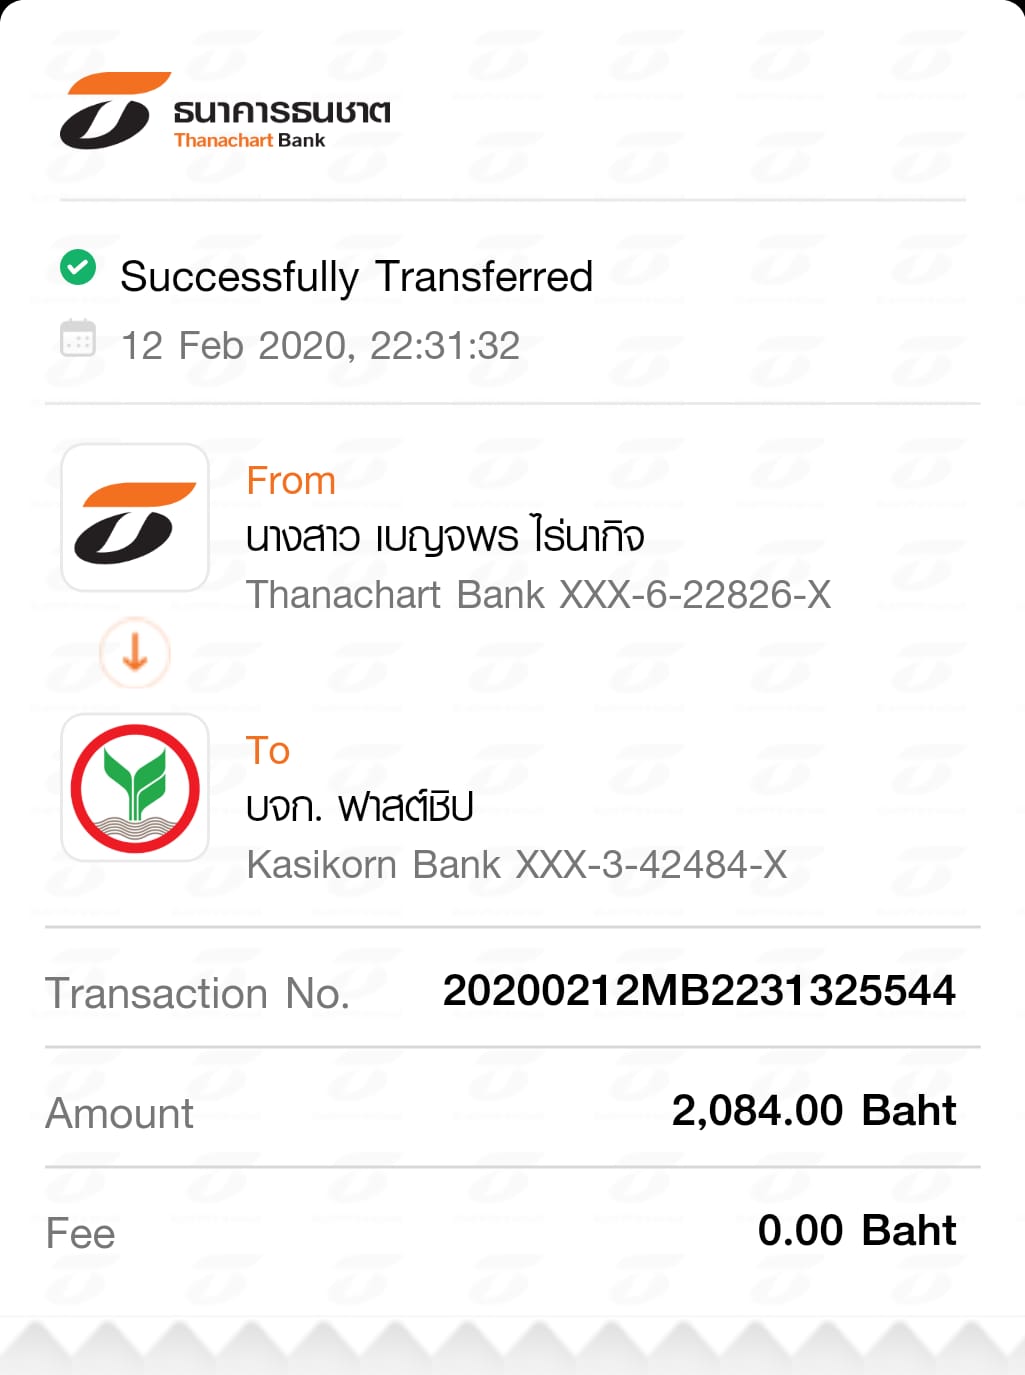 ธนาคารธนชาต
Thanachart Bank
Successfully Transferred
12 Feb 2020, 22:31:32
From
นางสาว เบญจพร ไร่นากิจ
Thanachart Bank XXX-6-22826-X
To
บจก. ฟาสต์ชิป
Kasikorn Bank XXX-3-42484-X
Transaction No. 20200212MB2231325544
Amount 2,084.00 Baht
Fee 0.00 Baht